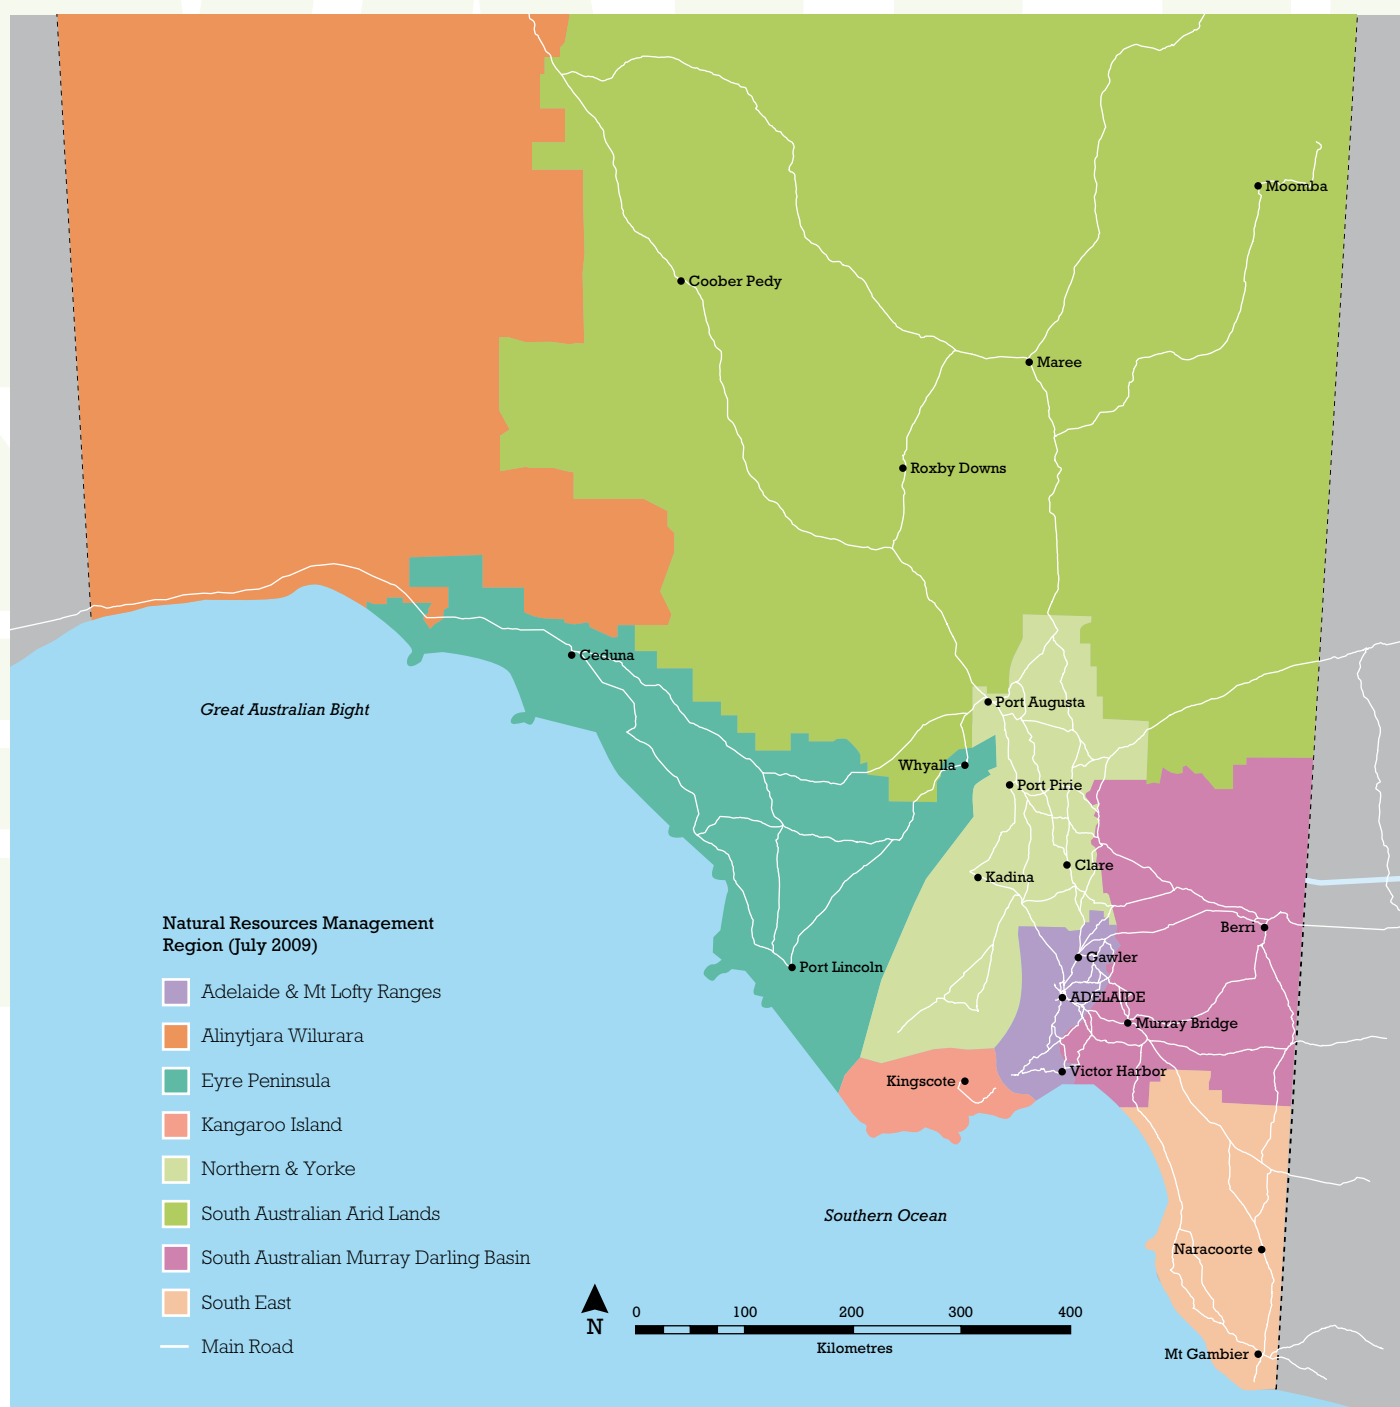 Moomba
Coober Pedy
Maree
Roxby Downs
Ceduna
Great Australian Bight
Port Augusta
Whyalla
Port Pirie
Clare
Kadina
Natural Resources Management
Region (July 2009)
Berri
Gawler
Port Lincoln
Adelaide & Mt Lofty Ranges
ADELAIDE
Murray Bridge
Alinytjara Wilurara
Victor Harbor
Kingscote
Eyre Peninsula
Kangaroo Island
Northern & Yorke
South Australian Arid Lands
Southern Ocean
Naracoorte
South Australian Murray Darling Basin
South East
0 100 200 300 400
N
Kilometres
Main Road
Mt Gambier